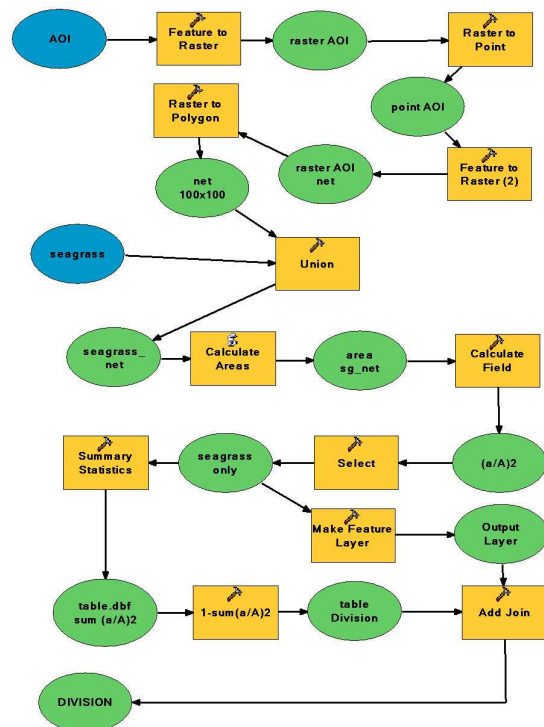 AOI
Feature to
Raster
raster AOI
Raster to
Point
point AOI
Feature to
Raster (2)
raster AOI
net
Raster to
Polygon
net
100x100
seagrass
Union
seagrass_
net
Calculate
Areas
area
sg_net
Calculate
Field
(a/A)2
Select
seagrass
only
Summary
Statistics
Make Feature
Layer
Output
Layer
table.dbf
sum (a/A)2
1-sum(a/A)2
table
Division
Add Join
DIVISION